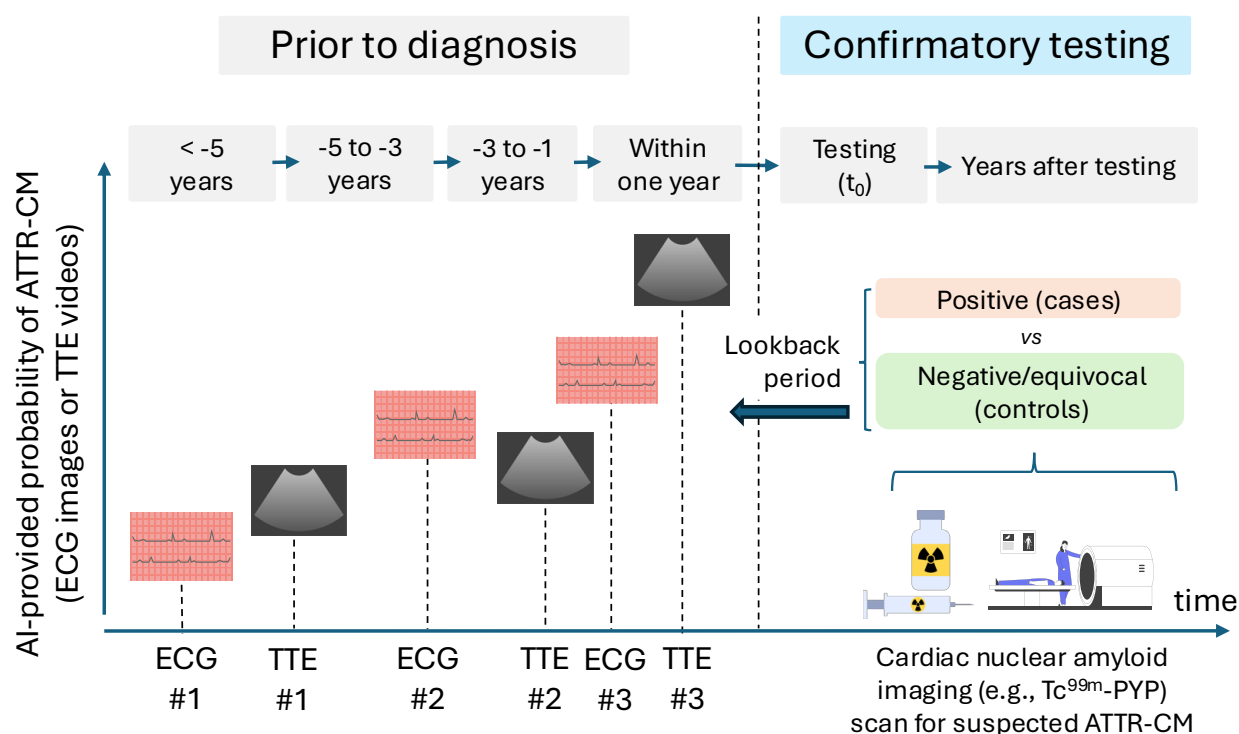 Prior to diagnosis
Confirmatory testing
< -5
years
-5 to -3
years
-3 to -1
years
Within
one year
Testing
(t₀)
Years after testing
AI-provided probability of ATTR-CM
(ECG images or TTE videos)
Positive (cases)
vs
Negative/equivocal
(controls)
Lookback
period
time
ECG
#1
TTE
#1
ECG
#2
TTE
#2
ECG
#3
TTE
#3
Cardiac nuclear amyloid
imaging (e.g., Tc⁹⁹ᵐ-PYP)
scan for suspected ATTR-CM